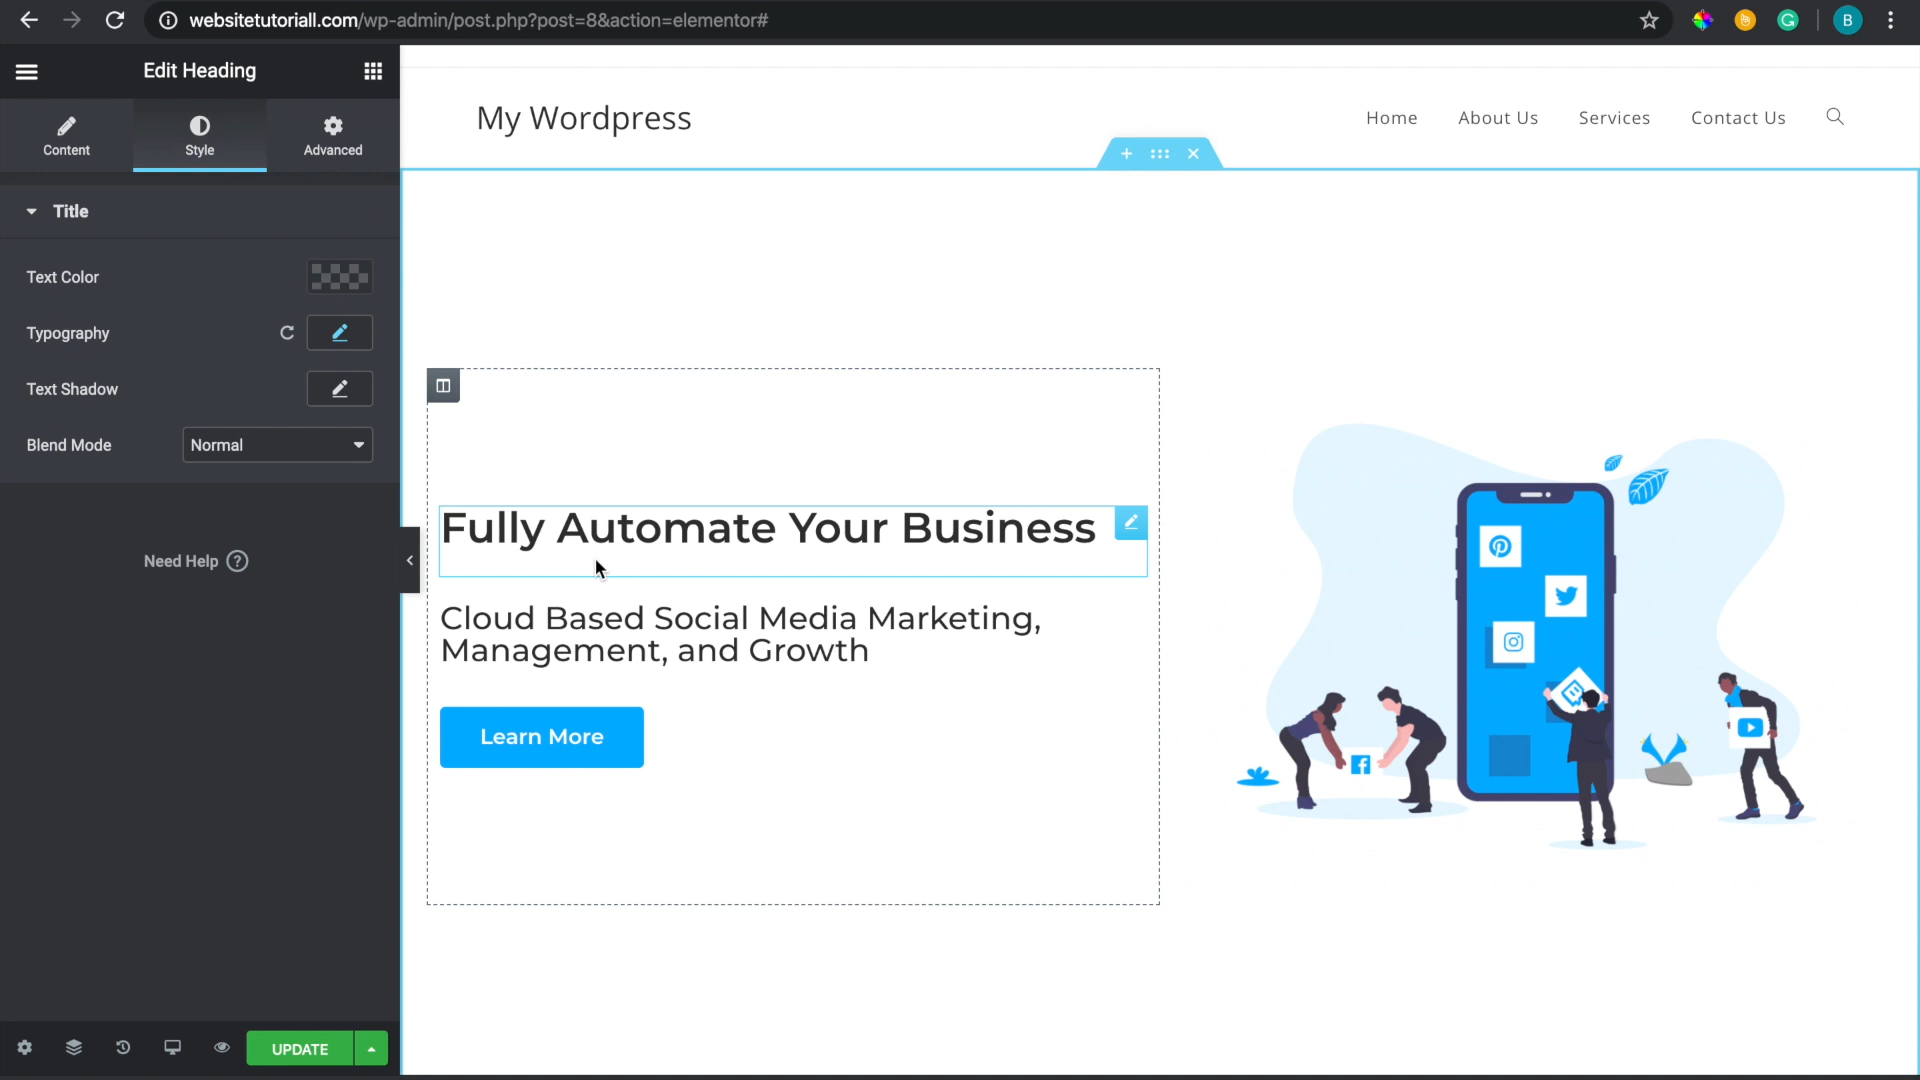 websitetutoriall.com/wp-admin/post.php?post=8&action=elementor#
B
Edit Heading
Content
Style
Advanced
Title
Text Color
Typography
Text Shadow
Blend Mode
Normal
Need Help ?
UPDATE
My Wordpress
Home
About Us
Services
Contact Us
Fully Automate Your Business
Cloud Based Social Media Marketing,
Management, and Growth
Learn More